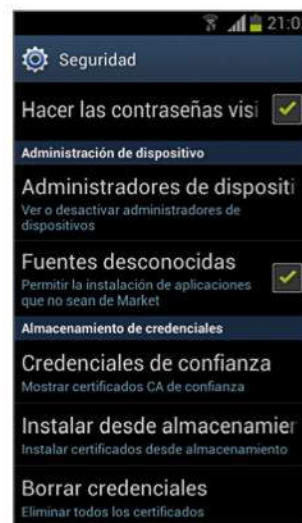 21:0
Seguridad
Hacer las contraseñas visi
Administración de dispositivo
Administradores de dispositi
Ver o desactivar administradores de
dispositivos
Fuentes desconocidas
Permitir la instalación de aplicaciones
que no sean de Market
Almacenamiento de credenciales
Credenciales de confianza
Mostrar certificados CA de confianza
Instalar desde almacenamier
Instalar certificados desde almacenamiento
Borrar credenciales
Eliminar todos los certificados